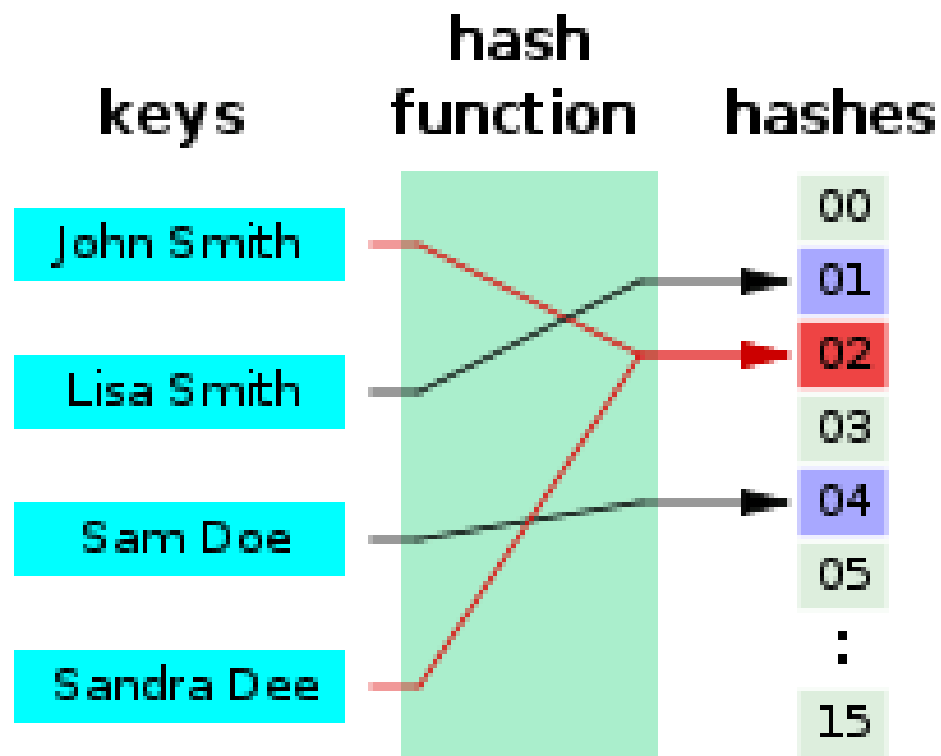 keys
hash
function
hashes
John Smith
Lisa Smith
Sam Doe
Sandra Dee
00
01
02
03
04
05
:
15